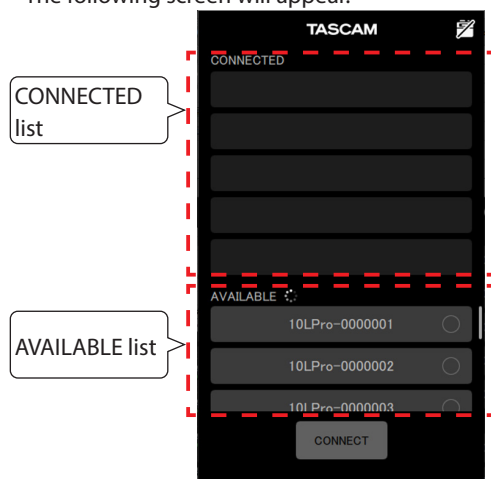 The following screen will appear.
TASCAM
CONNECTED
CONNECTED
list
AVAILABLE
10LPro-0000001
AVAILABLE list
10LPro-0000002
10LPro-0000003
CONNECT